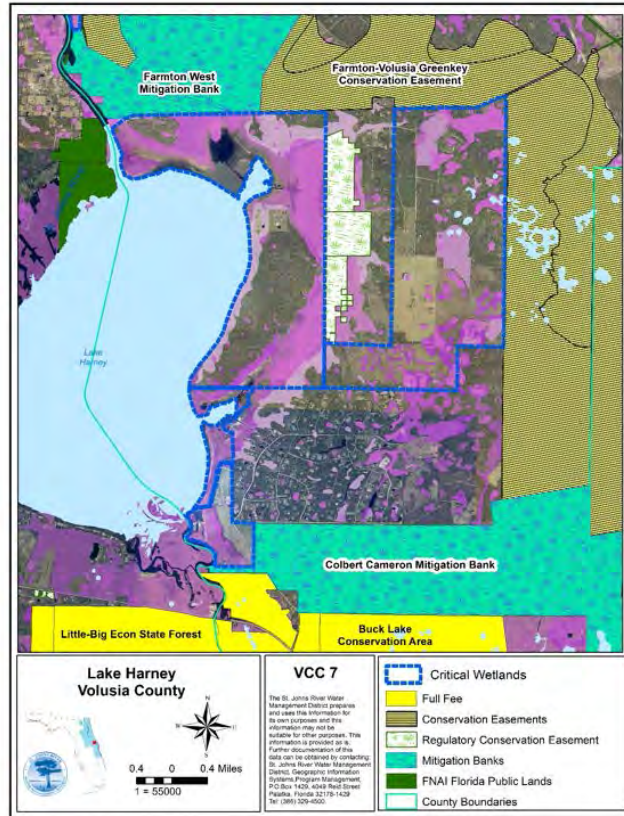 Farmton West
Mitigation Bank
Farmton-Volusia Greenkey
Conservation Easement
Lake
Harney
Colbert Cameron Mitigation Bank
Little-Big Econ State Forest
Buck Lake
Conservation Area
Lake Harney
Volusia County
N
W
E
S
0.4 0 0.4 Miles
1 = 55000
VCC 7
The St. Johns River Water
Management District prepares
and uses this information for
its own purposes and this
information may not be
suitable for other purposes. This
information is provided as is.
Further documentation of this
data can be obtained by contacting:
St. Johns River Water Management
District, Geographic Information
Systems,Program Management,
P.O.Box 1429, 4049 Reid Street
Palatka, Florida 32178-1429
Tel: (386) 329-4500.
Critical Wetlands
Full Fee
Conservation Easements
Regulatory Conservation Easement
Mitigation Banks
FNAI Florida Public Lands
County Boundaries